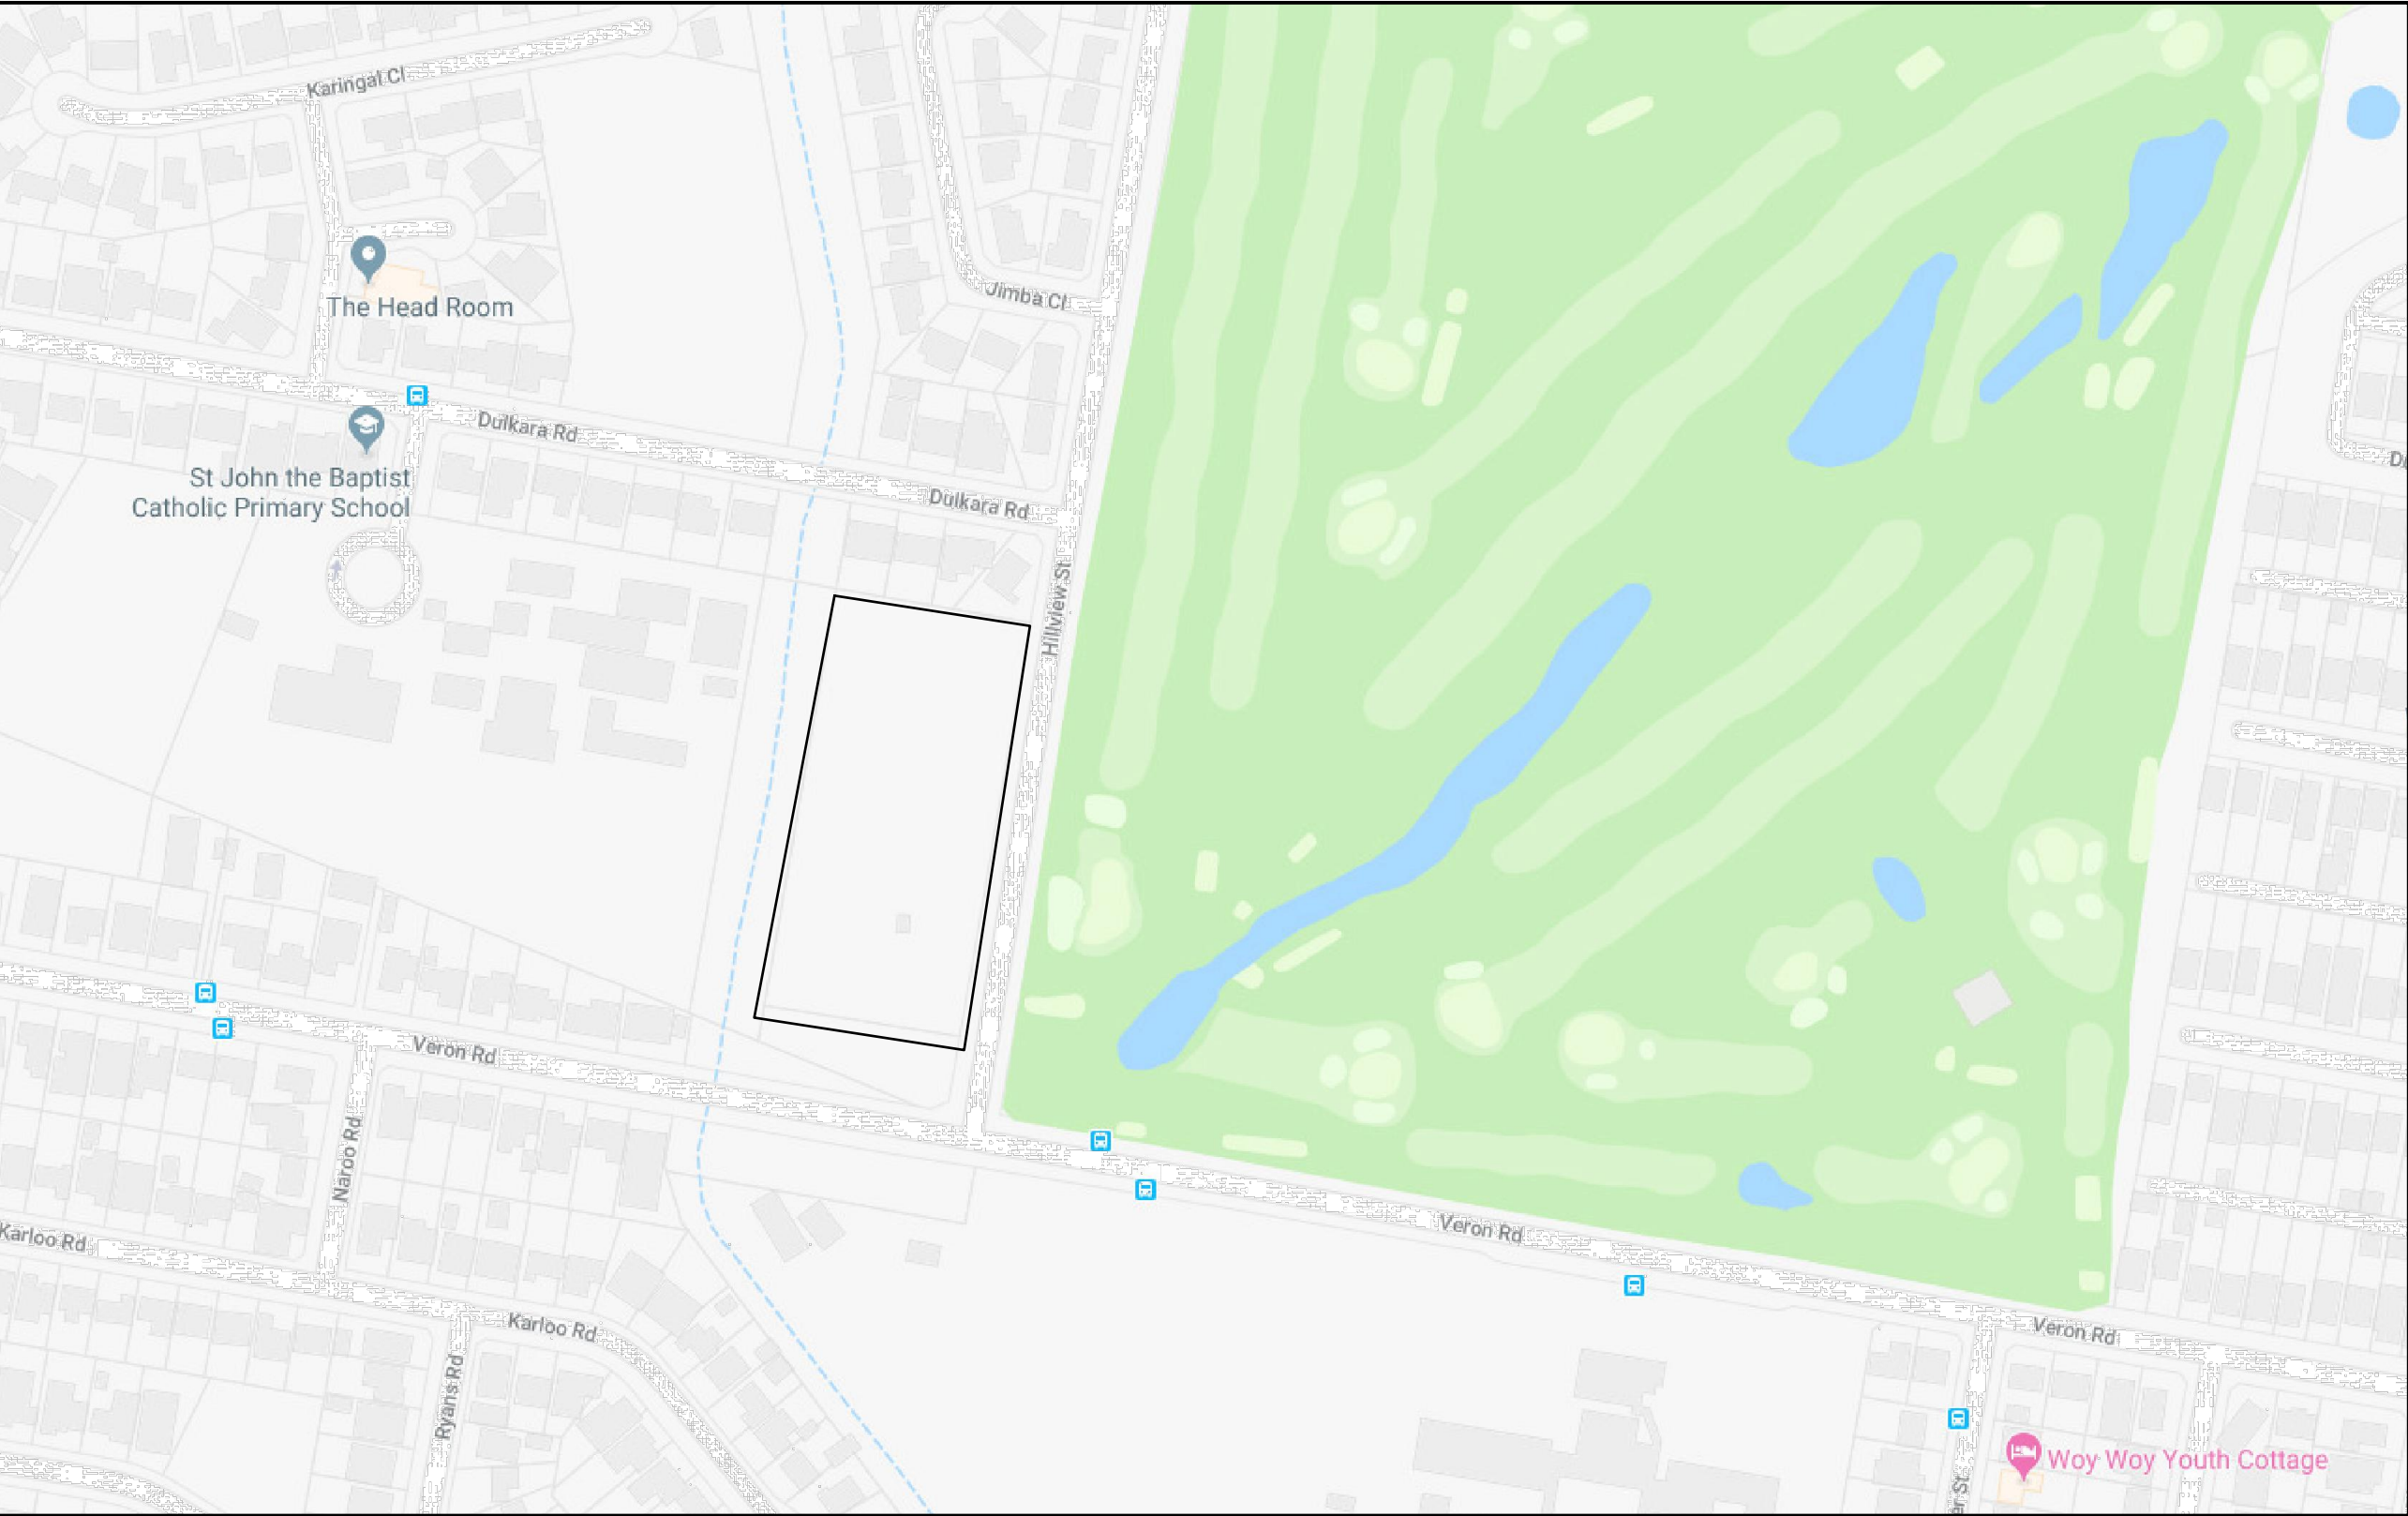 Karingal Cl
Jimba Cl
The Head Room
Dulkara Rd
St John the Baptist
Catholic Primary School
Dulkara Rd
Hillview St
Veron Rd
Naroo Rd
Karloo Rd
Veron Rd
Karloo Rd
Veron Rd
Ryans Rd
Woy Woy Youth Cottage